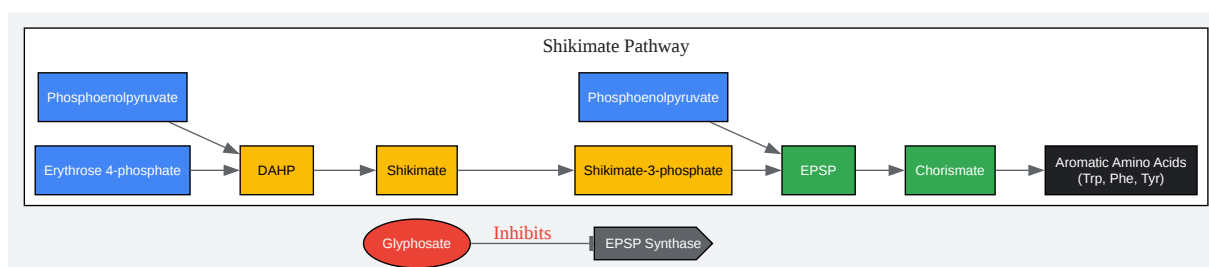 Shikimate Pathway
Phosphoenolpyruvate
Phosphoenolpyruvate
Erythrose 4-phosphate
DAHP
Shikimate
Shikimate-3-phosphate
EPSP
Chorismate
Aromatic Amino Acids
(Trp, Phe, Tyr)
Glyphosate
Inhibits
EPSP Synthase